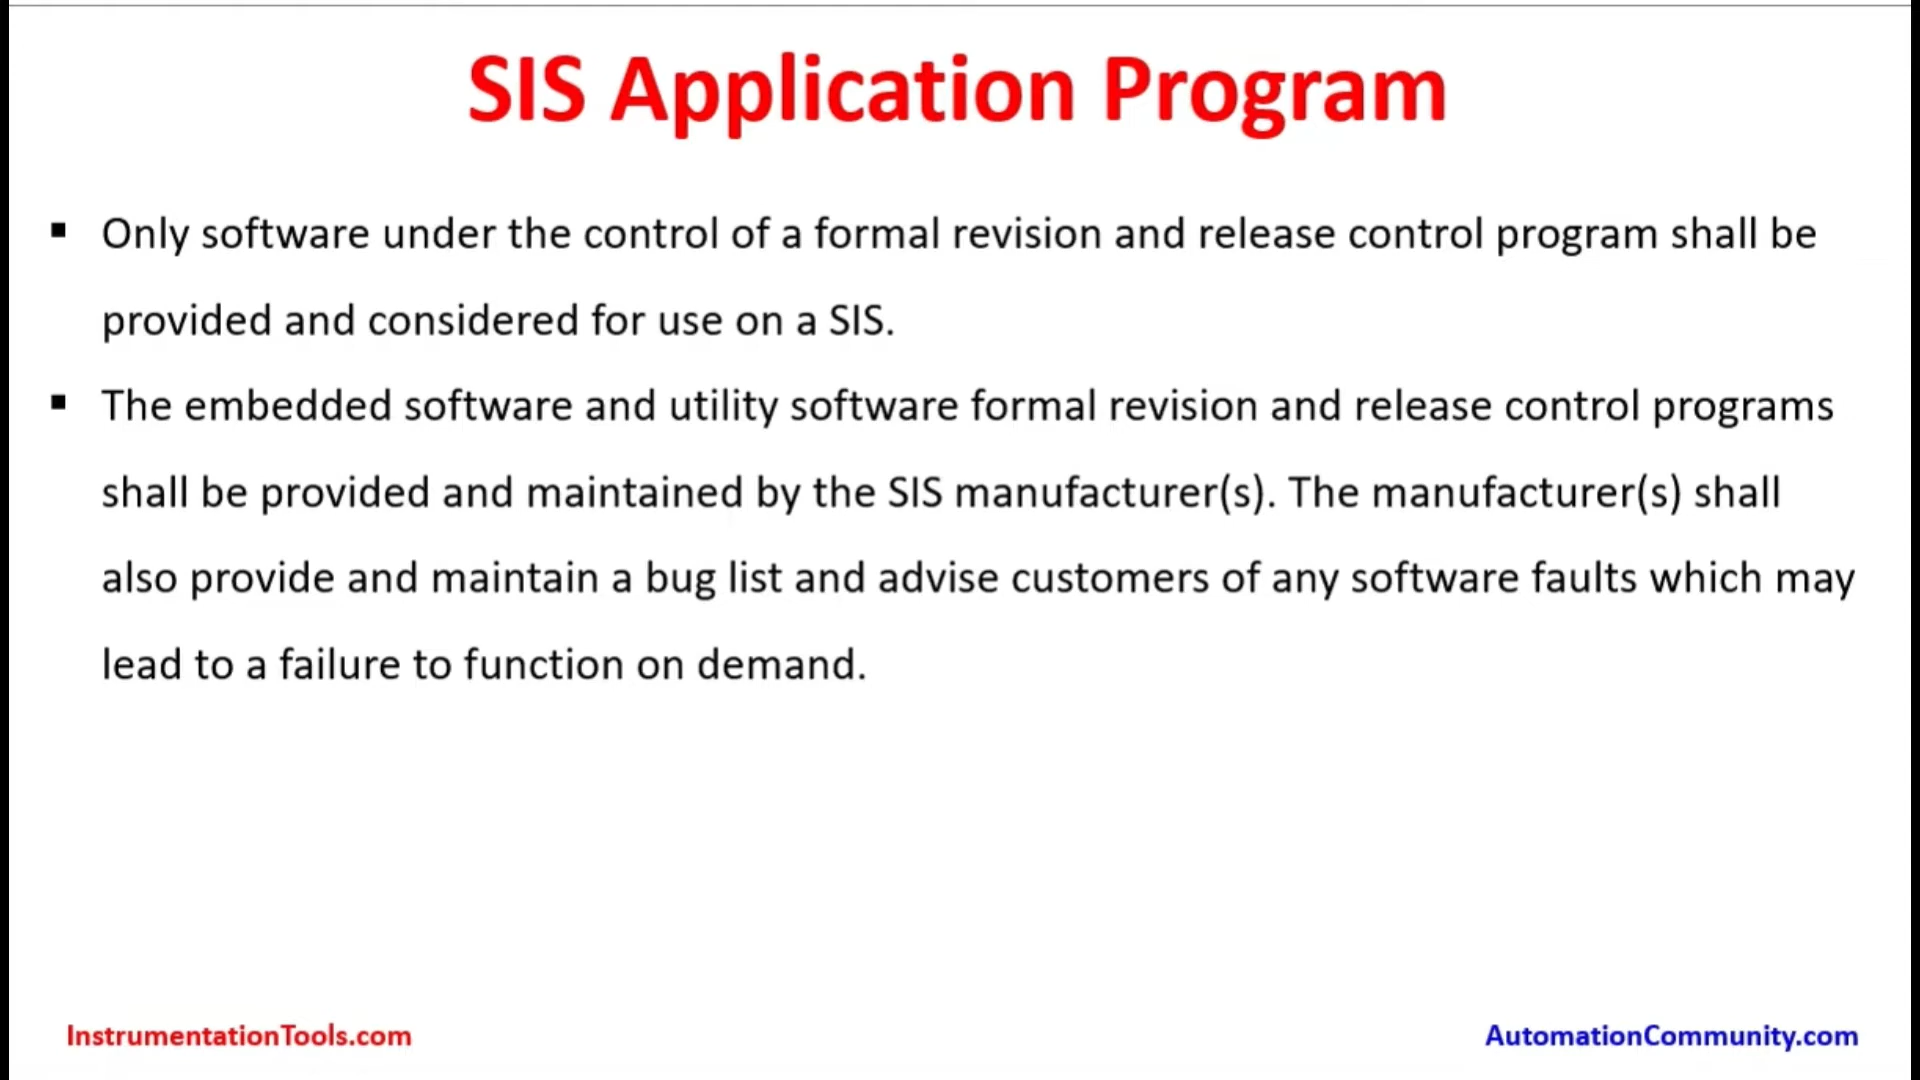 SIS Application Program
▪ Only software under the control of a formal revision and release control program shall be
provided and considered for use on a SIS.
▪ The embedded software and utility software formal revision and release control programs
shall be provided and maintained by the SIS manufacturer(s). The manufacturer(s) shall
also provide and maintain a bug list and advise customers of any software faults which may
lead to a failure to function on demand.
InstrumentationTools.com
AutomationCommunity.com